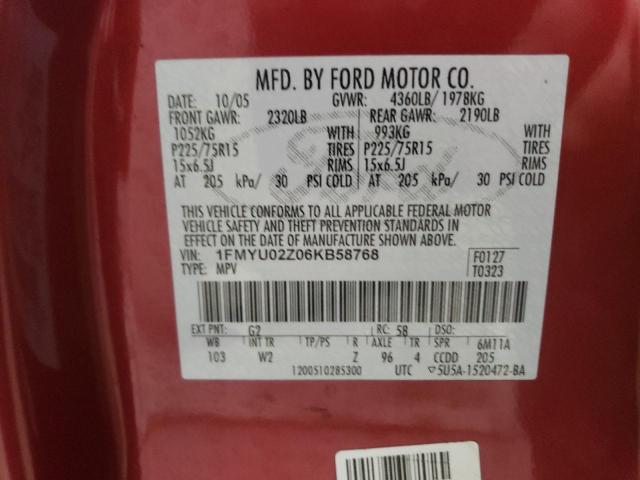 MFD. BY FORD MOTOR CO.
DATE: 10/05 GVWR: 4360LB/1978KG
FRONT GAWR: 2320LB REAR GAWR: 2190LB
1052KG WITH 993KG WITH
P225/75R15 TIRES P225/75R15 TIRES
15x6.5J RIMS 15x6.5J RIMS
AT 205 kPa/ 30 PSI COLD AT 205 kPa/ 30 PSI COLD
THIS VEHICLE CONFORMS TO ALL APPLICABLE FEDERAL MOTOR
VEHICLE SAFETY AND THEFT PREVENTION STANDARDS IN
EFFECT ON THE DATE OF MANUFACTURE SHOWN ABOVE.
VIN: 1FMYU02Z06KB58768 F0127
TYPE: MPV T0323
EXT PNT: G2 RC: 58 DSO:
WB INT TR TP/PS R AXLE TR SPR 6M11A
103 W2 Z 96 4 CCDD 205
1200510285300 UTC ▽5U5A-1520472-BA